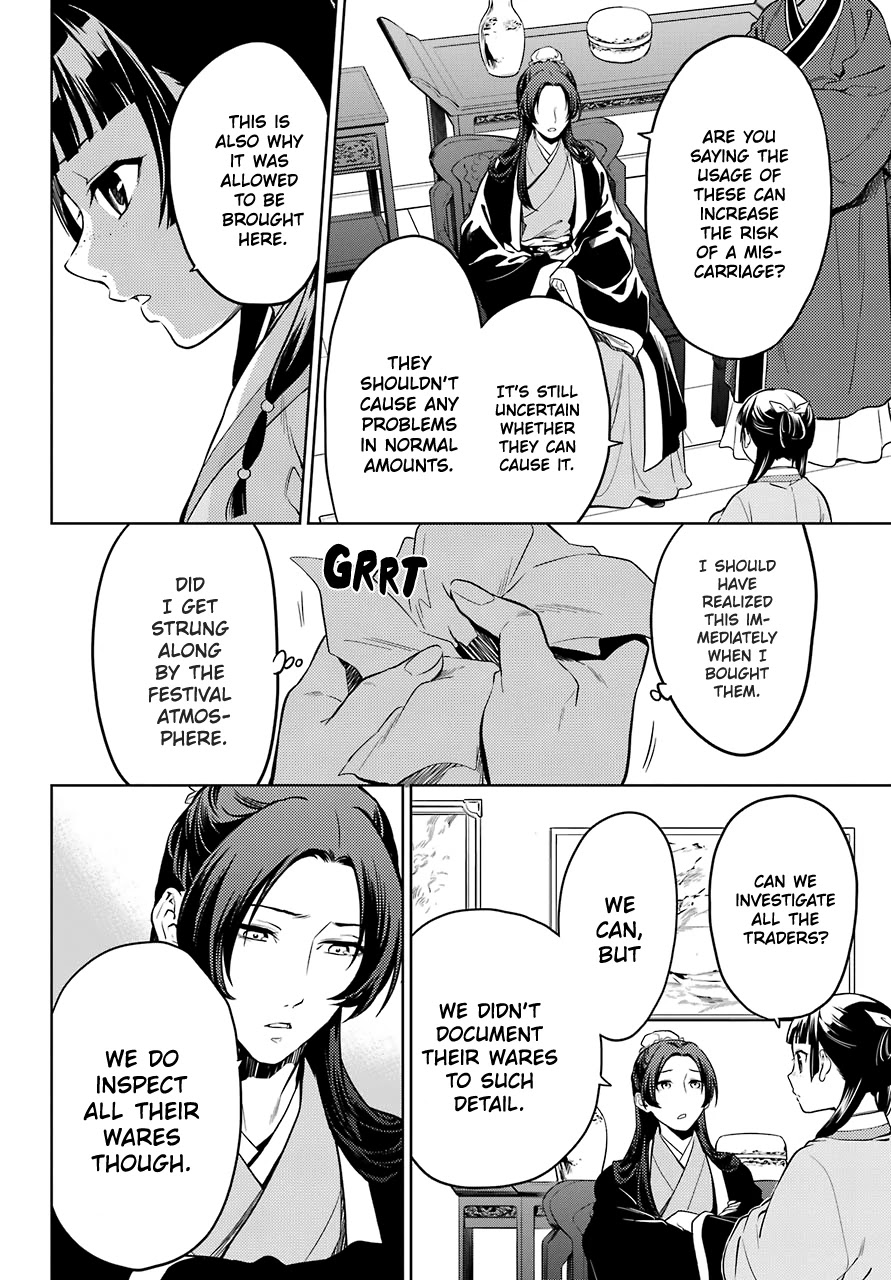 ARE YOU
SAYING THE
USAGE OF
THESE CAN
INCREASE
THE RISK
OF A MIS-
CARRIAGE?
IT'S STILL
UNCERTAIN
WHETHER
THEY CAN
CAUSE IT.
THEY
SHOULDN'T
CAUSE ANY
PROBLEMS
IN NORMAL
AMOUNTS.
THIS IS
ALSO WHY
IT WAS
ALLOWED
TO BE
BROUGHT
HERE.
I SHOULD
HAVE
REALIZED
THIS IM-
MEDIATELY
WHEN I
BOUGHT
THEM.
GRRT
DID
I GET
STRUNG
ALONG
BY THE
FESTIVAL
ATMOS-
PHERE.
CAN WE
INVESTIGATE
ALL THE
TRADERS?
WE
CAN,
BUT
WE DIDN'T
DOCUMENT
THEIR WARES
TO SUCH
DETAIL.
WE DO
INSPECT
ALL THEIR
WARES
THOUGH.